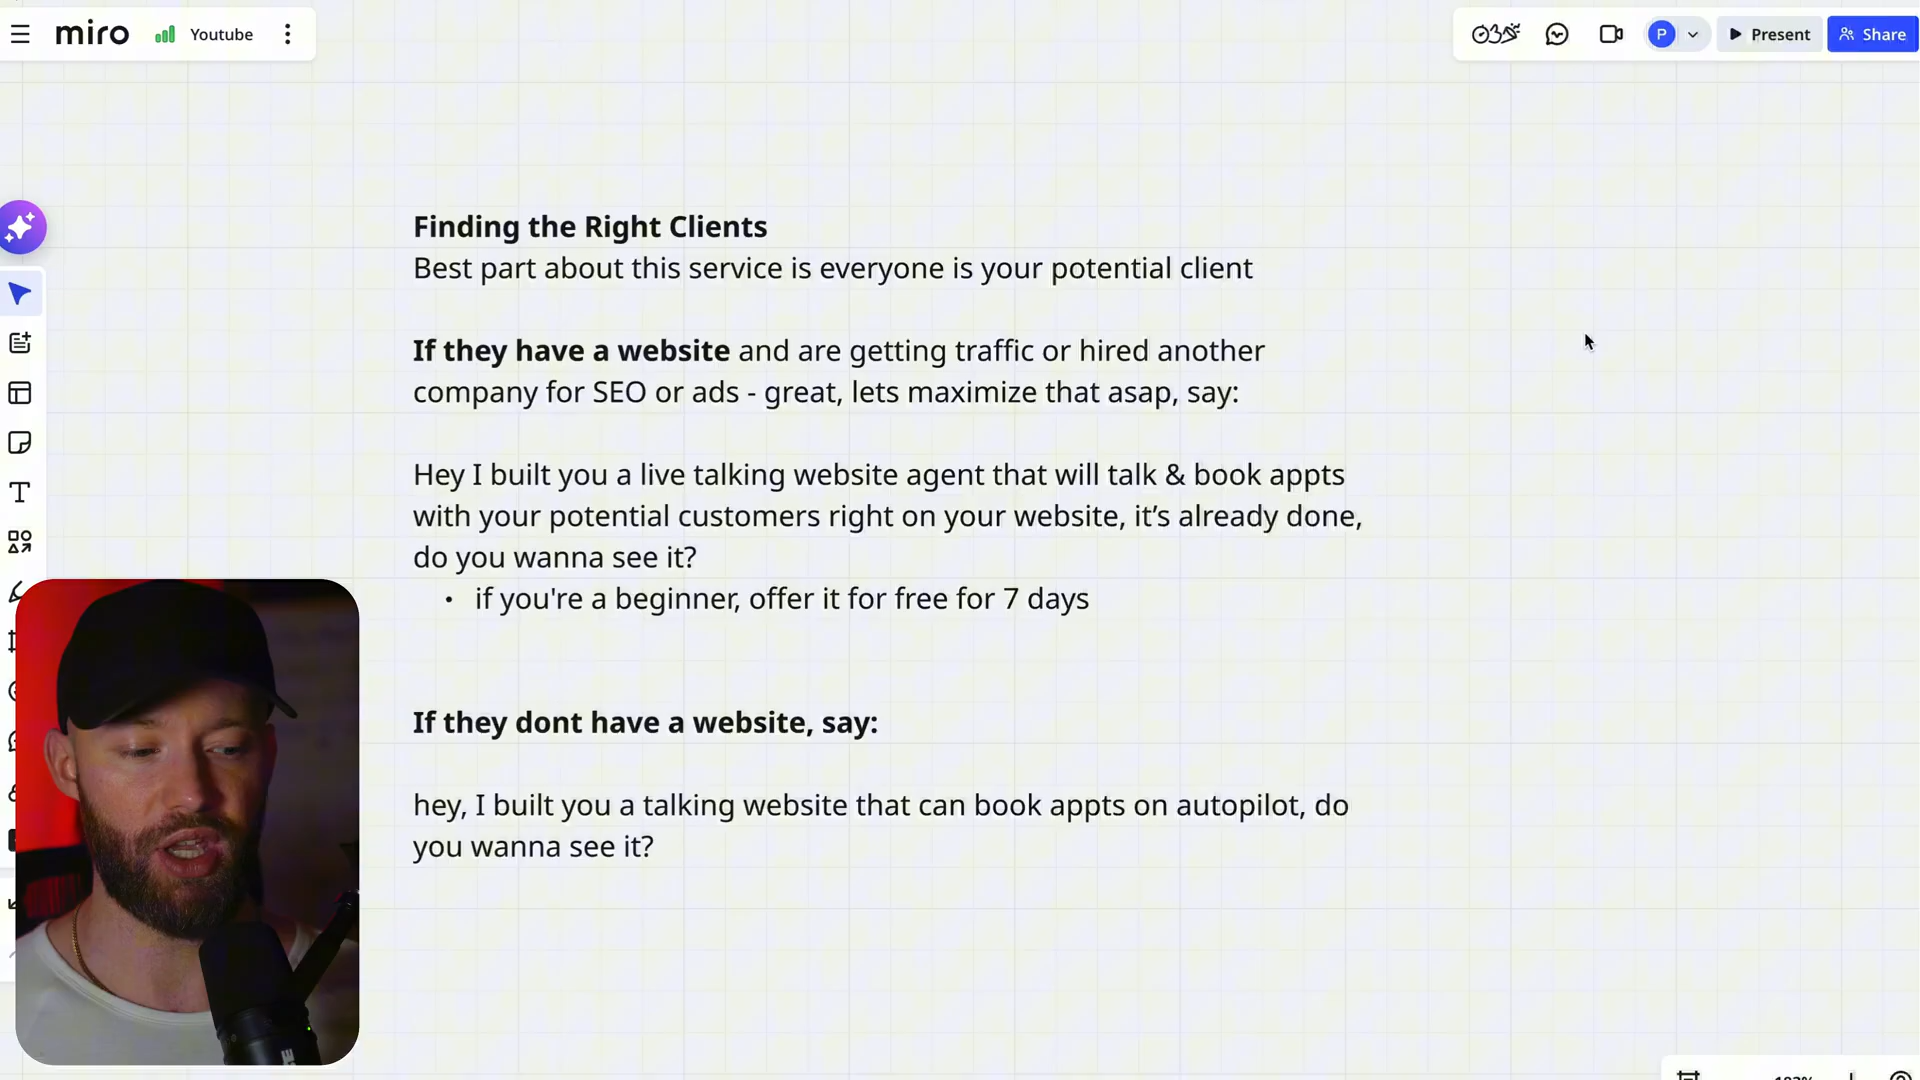 miro Youtube
P Present Share
Finding the Right Clients
Best part about this service is everyone is your potential client
If they have a website and are getting traffic or hired another
company for SEO or ads - great, lets maximize that asap, say:
Hey I built you a live talking website agent that will talk & book appts
with your potential customers right on your website, it’s already done,
do you wanna see it?
• if you're a beginner, offer it for free for 7 days
If they dont have a website, say:
hey, I built you a talking website that can book appts on autopilot, do
you wanna see it?